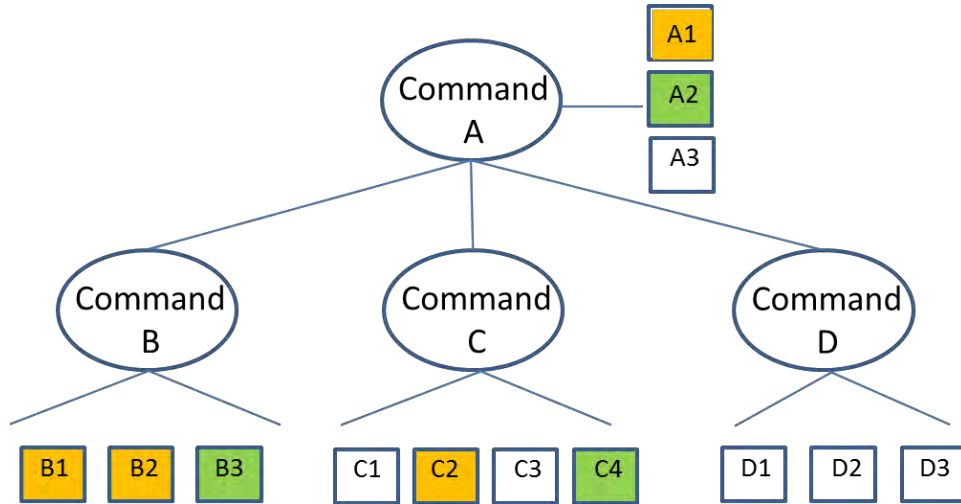 A1
Command
A
A2
A3
Command
B
Command
C
Command
D
B1 B2 B3 C1 C2 C3 C4 D1 D2 D3